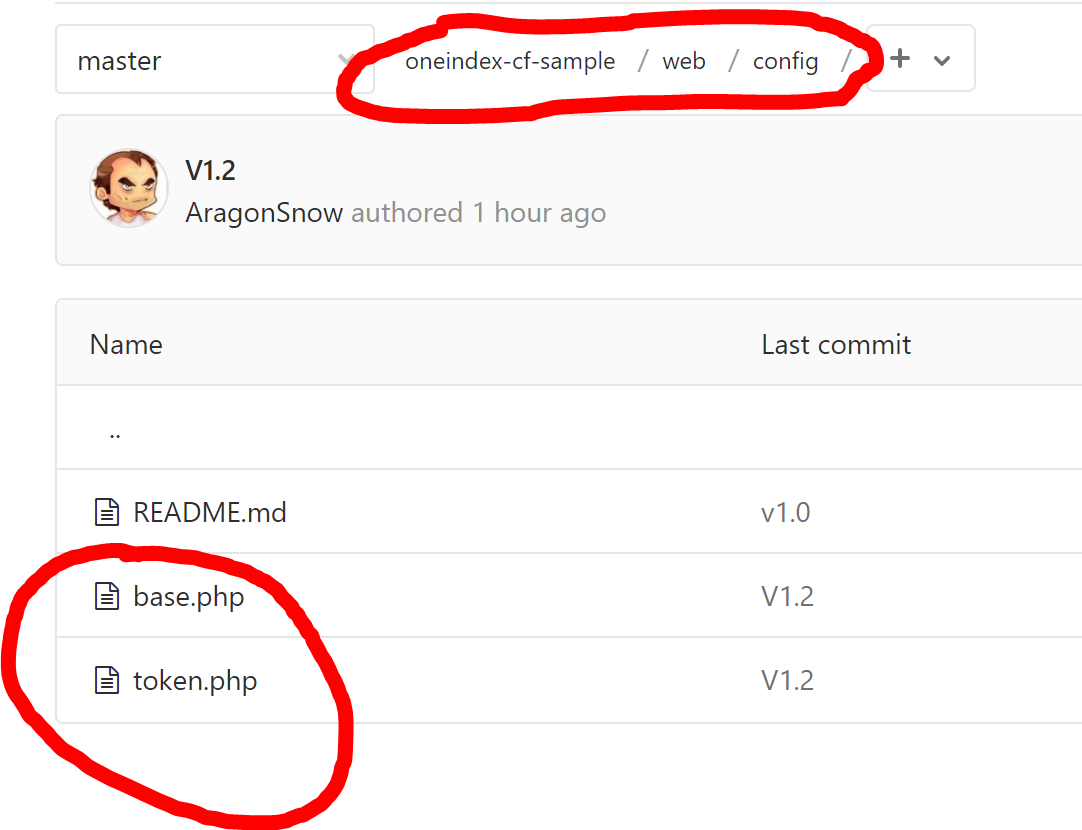 master oneindex-cf-sample / web / config / +
V1.2
AragonSnow authored 1 hour ago
Name Last commit
..
README.md v1.0
base.php V1.2
token.php V1.2